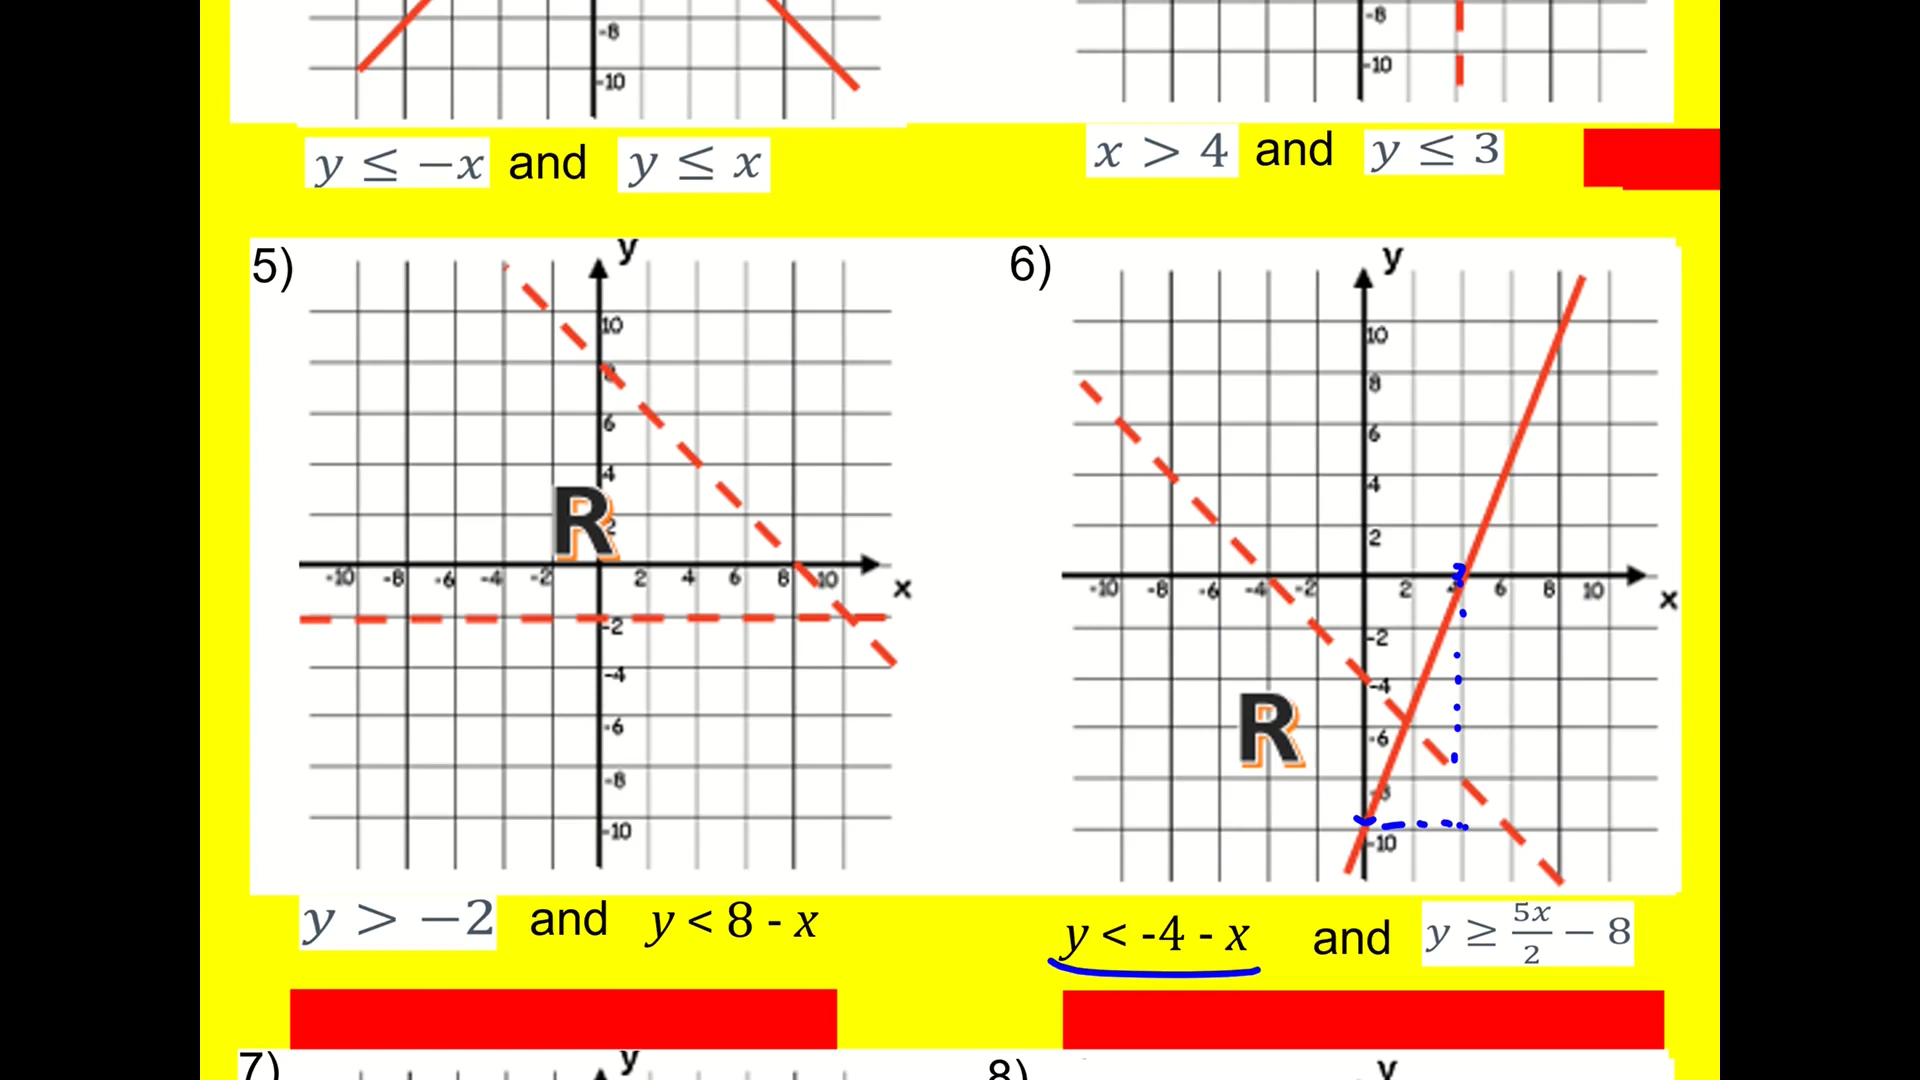 -8
-10
-8
-10
y ≤ −x and y ≤ x
x > 4 and y ≤ 3
5)
y
10
8
6
4
2
R
-10 -8 -6 -4 -2 2 4 6 8 10
x
-2
-4
-6
-8
-10
6)
y
10
8
6
4
2
-10 -8 -6 -2 2 4 6 8 10
x
-2
-4
R
-6
-8
-10
y > −2 and y < 8 - x
y < -4 - x and y ≥ 5x/2 − 8
7)
y
8)
y